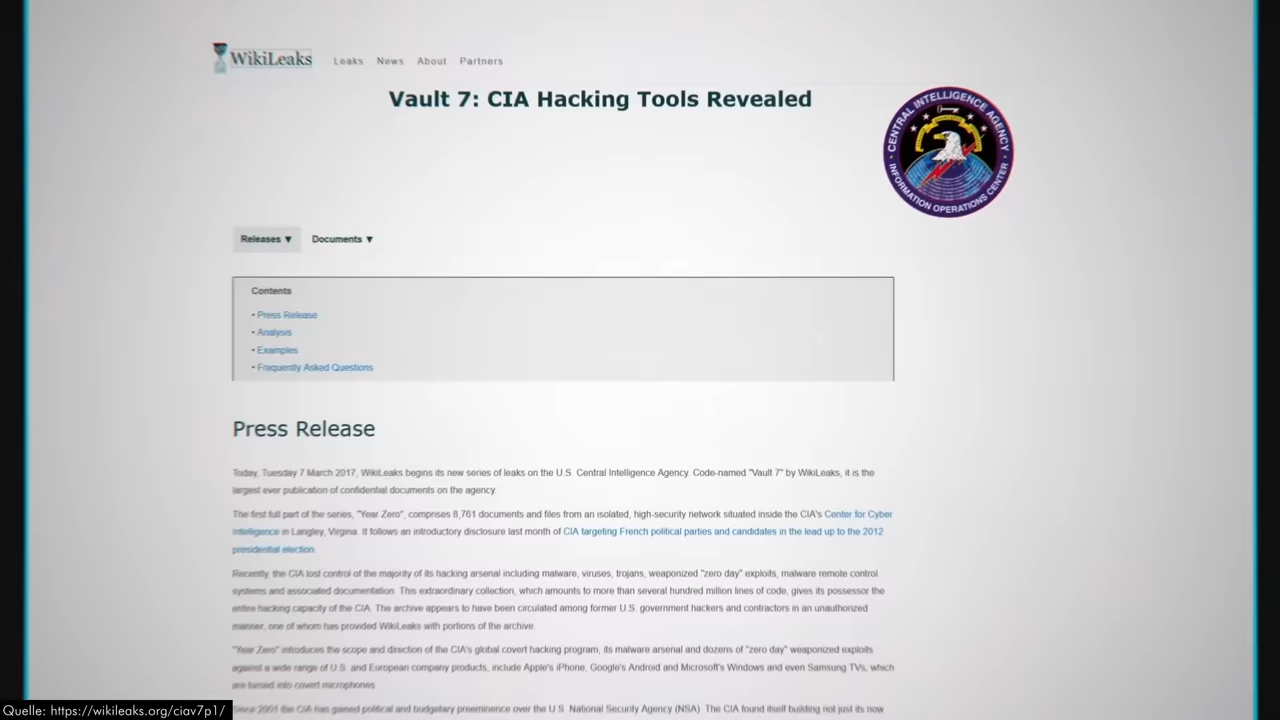 WikiLeaks Leaks News About Partners
Vault 7: CIA Hacking Tools Revealed
CENTRAL INTELLIGENCE AGENCY
INFORMATION OPERATIONS CENTER
Releases ▼ Documents ▼
Contents
• Press Release
• Analysis
• Examples
• Frequently Asked Questions
Press Release
Today, Tuesday 7 March 2017, WikiLeaks begins its new series of leaks on the U.S. Central Intelligence Agency. Code-named "Vault 7" by WikiLeaks, it is the
largest ever publication of confidential documents on the agency.
The first full part of the series, "Year Zero", comprises 8,761 documents and files from an isolated, high-security network situated inside the CIA's Center for Cyber
Intelligence in Langley, Virgina. It follows an introductory disclosure last month of CIA targeting French political parties and candidates in the lead up to the 2012
presidential election.
Recently, the CIA lost control of the majority of its hacking arsenal including malware, viruses, trojans, weaponized "zero day" exploits, malware remote control
systems and associated documentation. This extraordinary collection, which amounts to more than several hundred million lines of code, gives its possessor the
entire hacking capacity of the CIA. The archive appears to have been circulated among former U.S. government hackers and contractors in an unauthorized
manner, one of whom has provided WikiLeaks with portions of the archive.
"Year Zero" introduces the scope and direction of the CIA's global covert hacking program, its malware arsenal and dozens of "zero day" weaponized exploits
against a wide range of U.S. and European company products, include Apple's iPhone, Google's Android and Microsoft's Windows and even Samsung TVs, which
are turned into covert microphones.
Since 2001 the CIA has gained political and budgetary preeminence over the U.S. National Security Agency (NSA). The CIA found itself building not just its now
Quelle: https://wikileaks.org/ciav7p1/